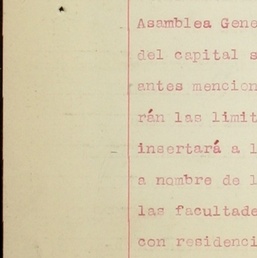 Asamblea Gene
del capital s
antes mencion
rán las limit
insertará a l
a nombre de l
las facultade
con residenci